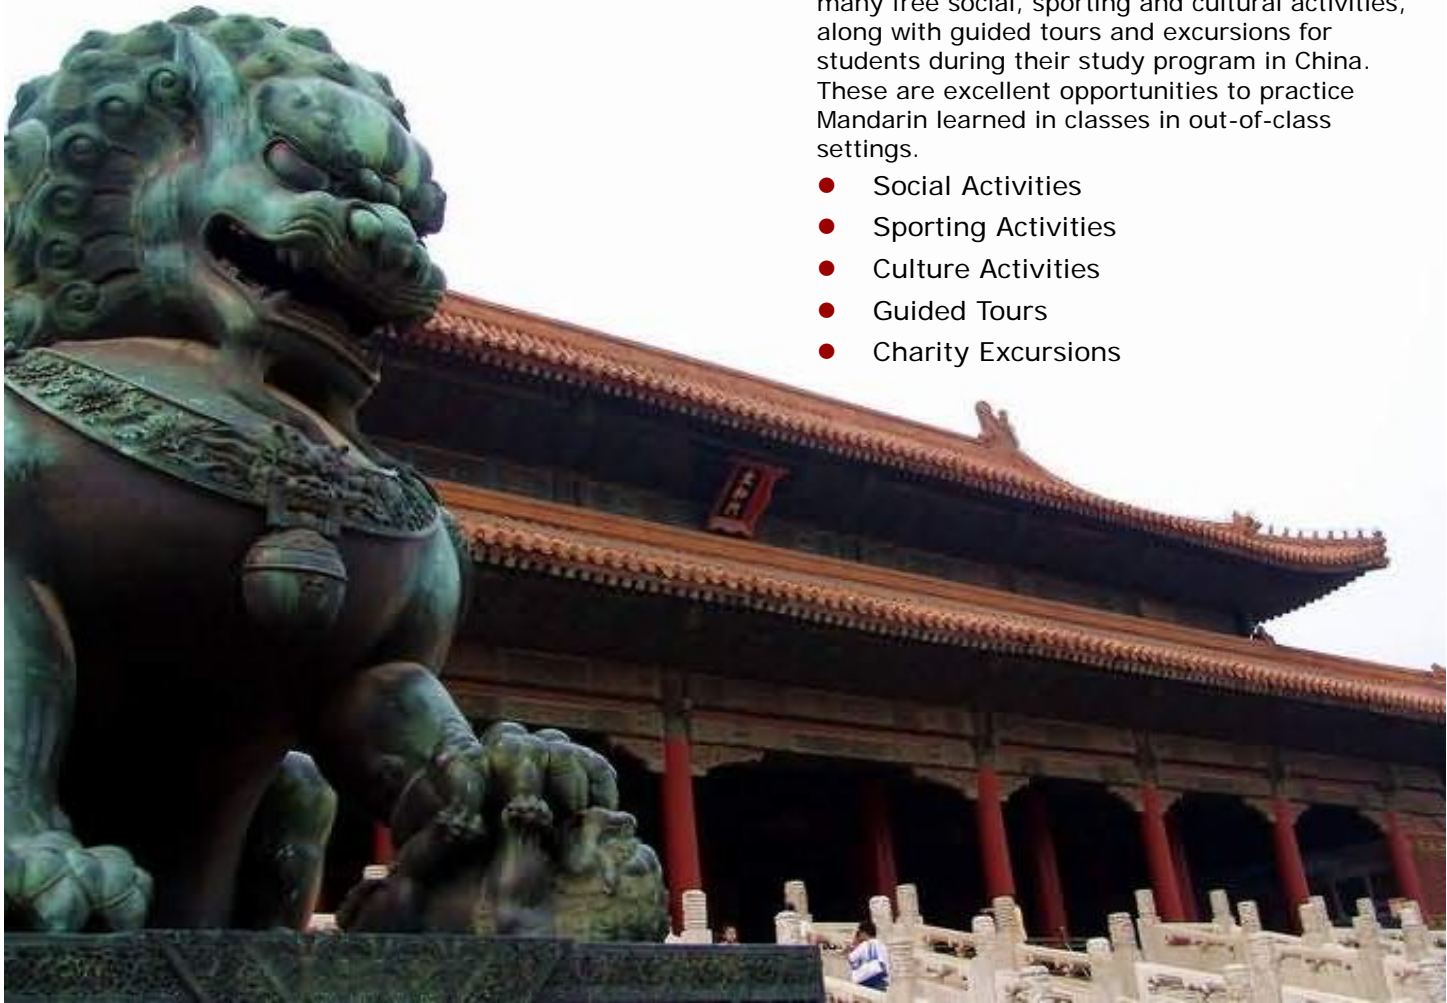 many free social, sporting and cultural activities,
along with guided tours and excursions for
students during their study program in China.
These are excellent opportunities to practice
Mandarin learned in classes in out-of-class
settings.
● Social Activities
● Sporting Activities
● Culture Activities
● Guided Tours
● Charity Excursions